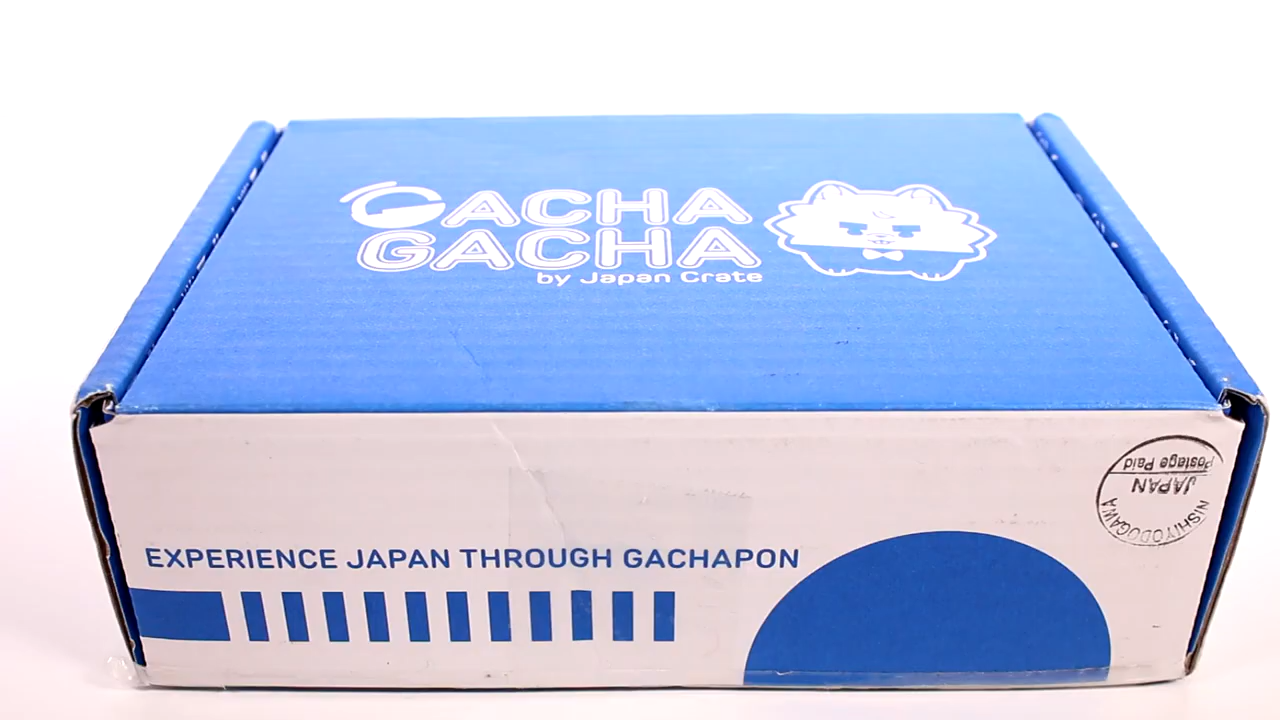 GACHA
GACHA
by Japan Crate
EXPERIENCE JAPAN THROUGH GACHAPON
NISHIYODOGAWA
JAPAN
Postage Paid